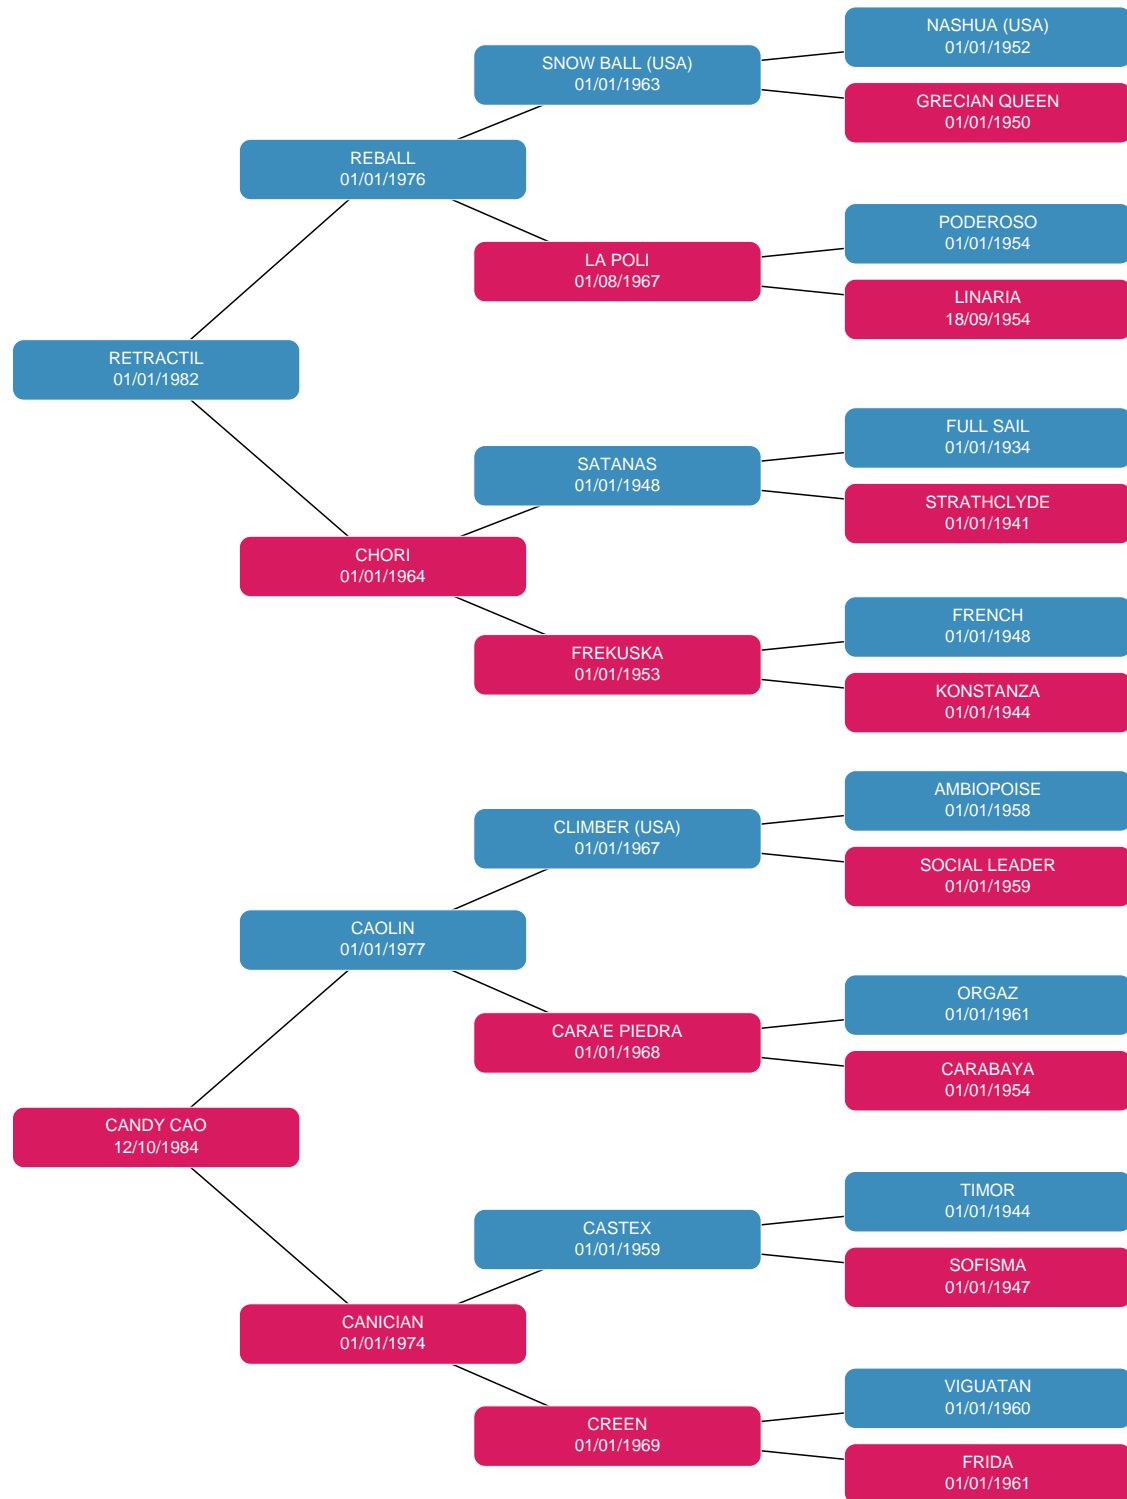 NASHUA (USA)
01/01/1952
SNOW BALL (USA)
01/01/1963
GRECIAN QUEEN
01/01/1950
REBALL
01/01/1976
PODEROSO
01/01/1954
LA POLI
01/08/1967
LINARIA
18/09/1954
RETRACTIL
01/01/1982
FULL SAIL
01/01/1934
SATANAS
01/01/1948
STRATHCLYDE
01/01/1941
CHORI
01/01/1964
FRENCH
01/01/1948
FREKUSKA
01/01/1953
KONSTANZA
01/01/1944
AMBIOPOISE
01/01/1958
CLIMBER (USA)
01/01/1967
SOCIAL LEADER
01/01/1959
CAOLIN
01/01/1977
ORGAZ
01/01/1961
CARA'E PIEDRA
01/01/1968
CARABAYA
01/01/1954
CANDY CAO
12/10/1984
TIMOR
01/01/1944
CASTEX
01/01/1959
SOFISMA
01/01/1947
CANICIAN
01/01/1974
VIGUATAN
01/01/1960
CREEN
01/01/1969
FRIDA
01/01/1961